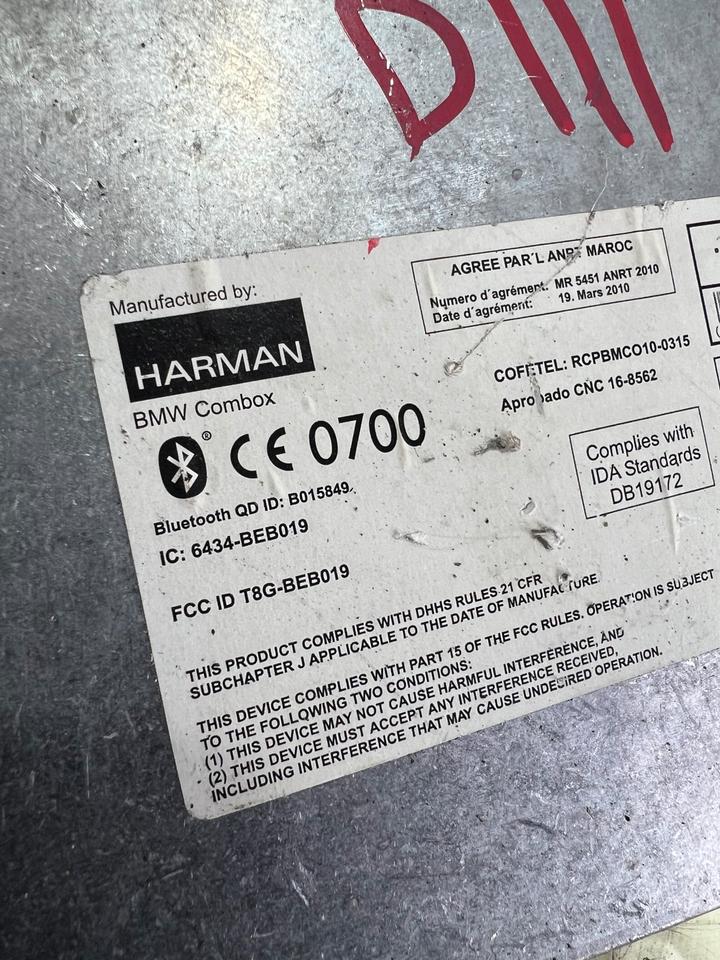 Manufactured by:
HARMAN
BMW Combox
CE 0700
Bluetooth QD ID: B015849
IC: 6434-BEB019
FCC ID T8G-BEB019
AGREE PAR´L ANRT MAROC
Numero d´agrément: MR 5451 ANRT 2010
Date d´agrément: 19. Mars 2010
COFETEL: RCPBMCO10-0315
Aprobado CNC 16-8562
Complies with
IDA Standards
DB19172
THIS PRODUCT COMPLIES WITH DHHS RULES 21 CFR
SUBCHAPTER J APPLICABLE TO THE DATE OF MANUFACTURE
THIS DEVICE COMPLIES WITH PART 15 OF THE FCC RULES. OPERATION IS SUBJECT
TO THE FOLLOWING TWO CONDITIONS:
(1) THIS DEVICE MAY NOT CAUSE HARMFUL INTERFERENCE, AND
(2) THIS DEVICE MUST ACCEPT ANY INTERFERENCE RECEIVED,
INCLUDING INTERFERENCE THAT MAY CAUSE UNDESIRED OPERATION.